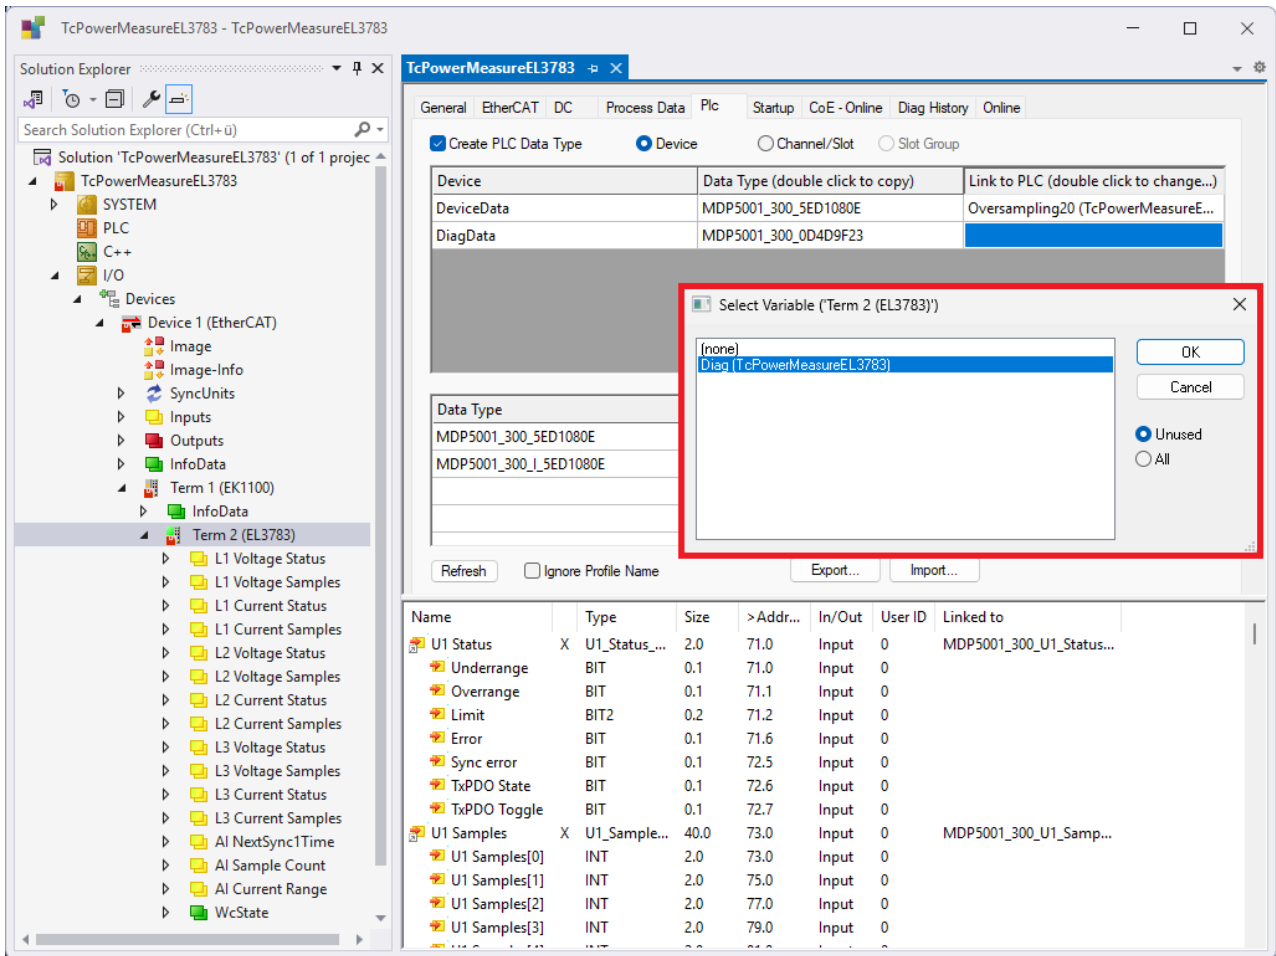 TcPowerMeasureEL3783 - TcPowerMeasureEL3783
Solution Explorer
Search Solution Explorer (Ctrl+ü)
Solution 'TcPowerMeasureEL3783' (1 of 1 projec
TcPowerMeasureEL3783
SYSTEM
PLC
C++
I/O
Devices
Device 1 (EtherCAT)
Image
Image-Info
SyncUnits
Inputs
Outputs
InfoData
Term 1 (EK1100)
InfoData
Term 2 (EL3783)
L1 Voltage Status
L1 Voltage Samples
L1 Current Status
L1 Current Samples
L2 Voltage Status
L2 Voltage Samples
L2 Current Status
L2 Current Samples
L3 Voltage Status
L3 Voltage Samples
L3 Current Status
L3 Current Samples
AI NextSync1Time
AI Sample Count
AI Current Range
WcState
TcPowerMeasureEL3783
General EtherCAT DC Process Data Plc Startup CoE - Online Diag History Online
Create PLC Data Type Device Channel/Slot Slot Group
Device Data Type (double click to copy) Link to PLC (double click to change...)
DeviceData MDP5001_300_5ED1080E Oversampling20 (TcPowerMeasureE...
DiagData MDP5001_300_0D4D9F23
Select Variable ('Term 2 (EL3783)')
(none)
Diag (TcPowerMeasureEL3783)
OK
Cancel
Unused
All
Data Type
MDP5001_300_5ED1080E
MDP5001_300_I_5ED1080E
Refresh Ignore Profile Name Export... Import...
Name Type Size >Addr... In/Out User ID Linked to
U1 Status X U1_Status_... 2.0 71.0 Input 0 MDP5001_300_U1_Status...
Underrange BIT 0.1 71.0 Input 0
Overrange BIT 0.1 71.1 Input 0
Limit BIT2 0.2 71.2 Input 0
Error BIT 0.1 71.6 Input 0
Sync error BIT 0.1 72.5 Input 0
TxPDO State BIT 0.1 72.6 Input 0
TxPDO Toggle BIT 0.1 72.7 Input 0
U1 Samples X U1_Sample... 40.0 73.0 Input 0 MDP5001_300_U1_Samp...
U1 Samples[0] INT 2.0 73.0 Input 0
U1 Samples[1] INT 2.0 75.0 Input 0
U1 Samples[2] INT 2.0 77.0 Input 0
U1 Samples[3] INT 2.0 79.0 Input 0